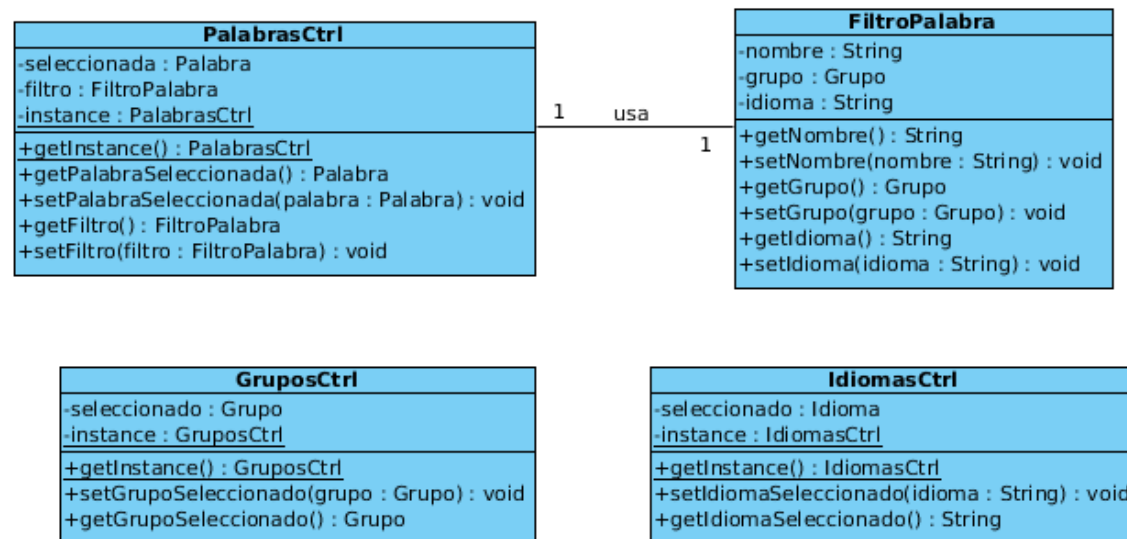 PalabrasCtrl
-seleccionada : Palabra
-filtro : FiltroPalabra
-instance : PalabrasCtrl
+getInstance() : PalabrasCtrl
+getPalabraSeleccionada() : Palabra
+setPalabraSeleccionada(palabra : Palabra) : void
+getFiltro() : FiltroPalabra
+setFiltro(filtro : FiltroPalabra) : void
1 usa
1
FiltroPalabra
-nombre : String
-grupo : Grupo
-idioma : String
+getNombre() : String
+setNombre(nombre : String) : void
+getGrupo() : Grupo
+setGrupo(grupo : Grupo) : void
+getIdioma() : String
+setIdioma(idioma : String) : void
GruposCtrl
-seleccionado : Grupo
-instance : GruposCtrl
+getInstance() : GruposCtrl
+setGrupoSeleccionado(grupo : Grupo) : void
+getGrupoSeleccionado() : Grupo
IdiomasCtrl
-seleccionado : Idioma
-instance : IdiomasCtrl
+getInstance() : IdiomasCtrl
+setIdiomaSeleccionado(idioma : String) : void
+getIdiomaSeleccionado() : String